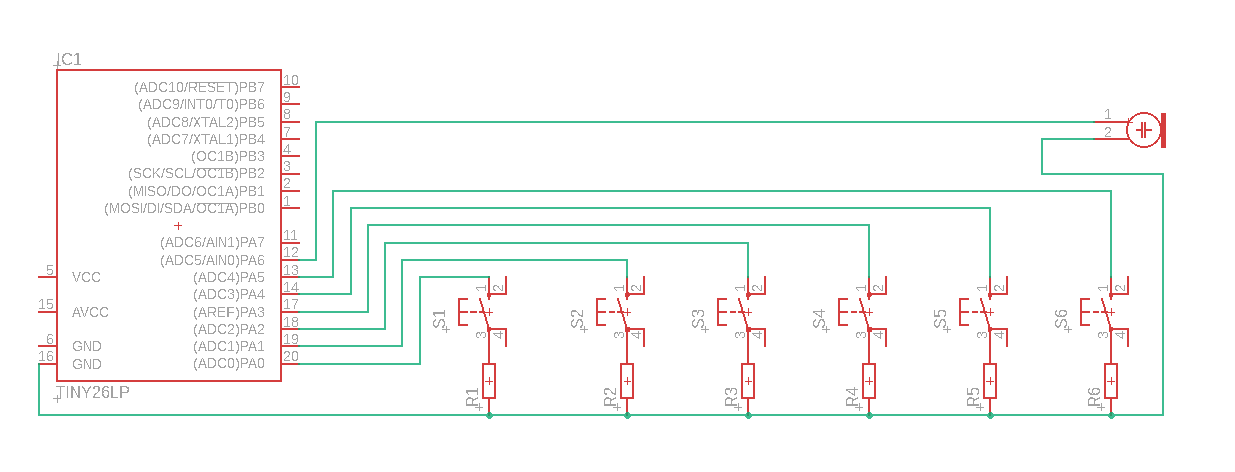 IC1
(ADC10/RESET)PB7 10
(ADC9/INT0/T0)PB6 9
(ADC8/XTAL2)PB5 8
(ADC7/XTAL1)PB4 7
(OC1B)PB3 4
(SCK/SCL/OC1B)PB2 3
(MISO/DO/OC1A)PB1 2
(MOSI/DI/SDA/OC1A)PB0 1
(ADC6/AIN1)PA7 11
(ADC5/AIN0)PA6 12
5 VCC (ADC4)PA5 13
(ADC3)PA4 14
15 AVCC (AREF)PA3 17
(ADC2)PA2 18
6 GND (ADC1)PA1 19
16 GND (ADC0)PA0 20
TINY26LP
1
2
S1 1 2 3 4
S2 1 2 3 4
S3 1 2 3 4
S4 1 2 3 4
S5 1 2 3 4
S6 1 2 3 4
R1
R2
R3
R4
R5
R6